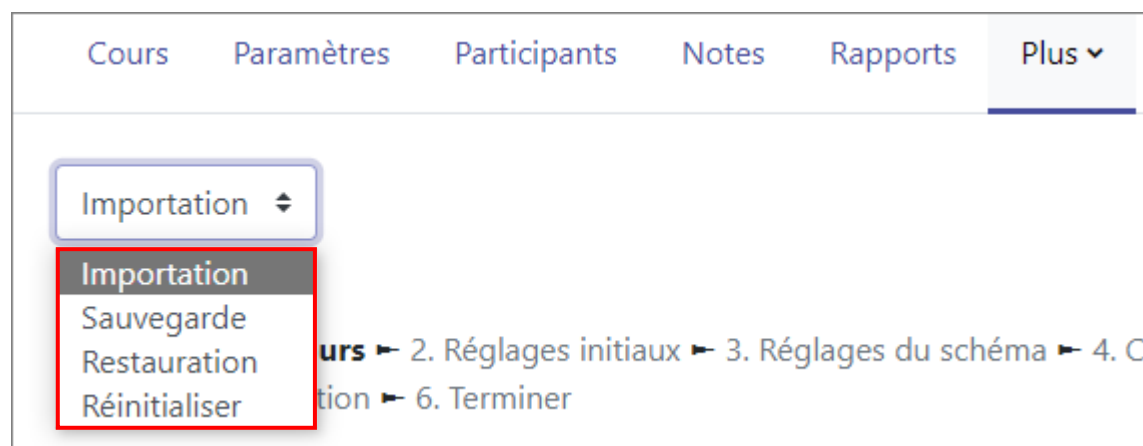 Cours Paramètres Participants Notes Rapports Plus
Importation
Importation
Sauvegarde
Restauration
Réinitialiser
urs ► 2. Réglages initiaux ► 3. Réglages du schéma ► 4. C
tion ► 6. Terminer